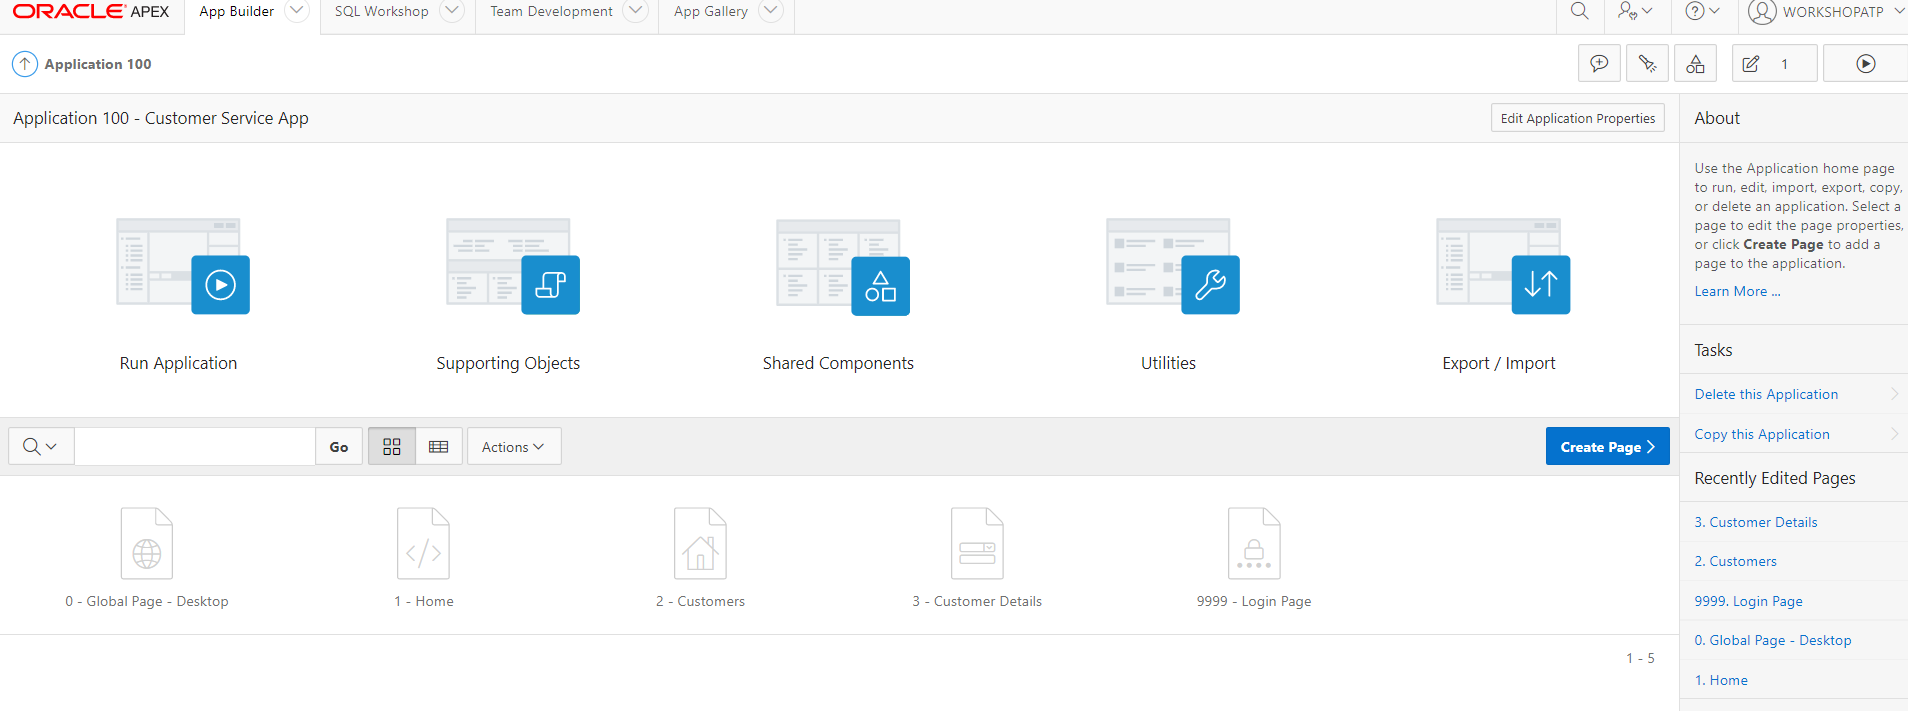 ORACLE APEX
App Builder
SQL Workshop
Team Development
App Gallery
WORKSHOPATP
Application 100
1
Application 100 - Customer Service App
Edit Application Properties
Run Application
Supporting Objects
Shared Components
Utilities
Export / Import
Go
Actions
Create Page
0 - Global Page - Desktop
1 - Home
2 - Customers
3 - Customer Details
9999 - Login Page
1 - 5
About
Use the Application home page
to run, edit, import, export, copy,
or delete an application. Select a
page to edit the page properties,
or click Create Page to add a
page to the application.
Learn More ...
Tasks
Delete this Application
Copy this Application
Recently Edited Pages
3. Customer Details
2. Customers
9999. Login Page
0. Global Page - Desktop
1. Home